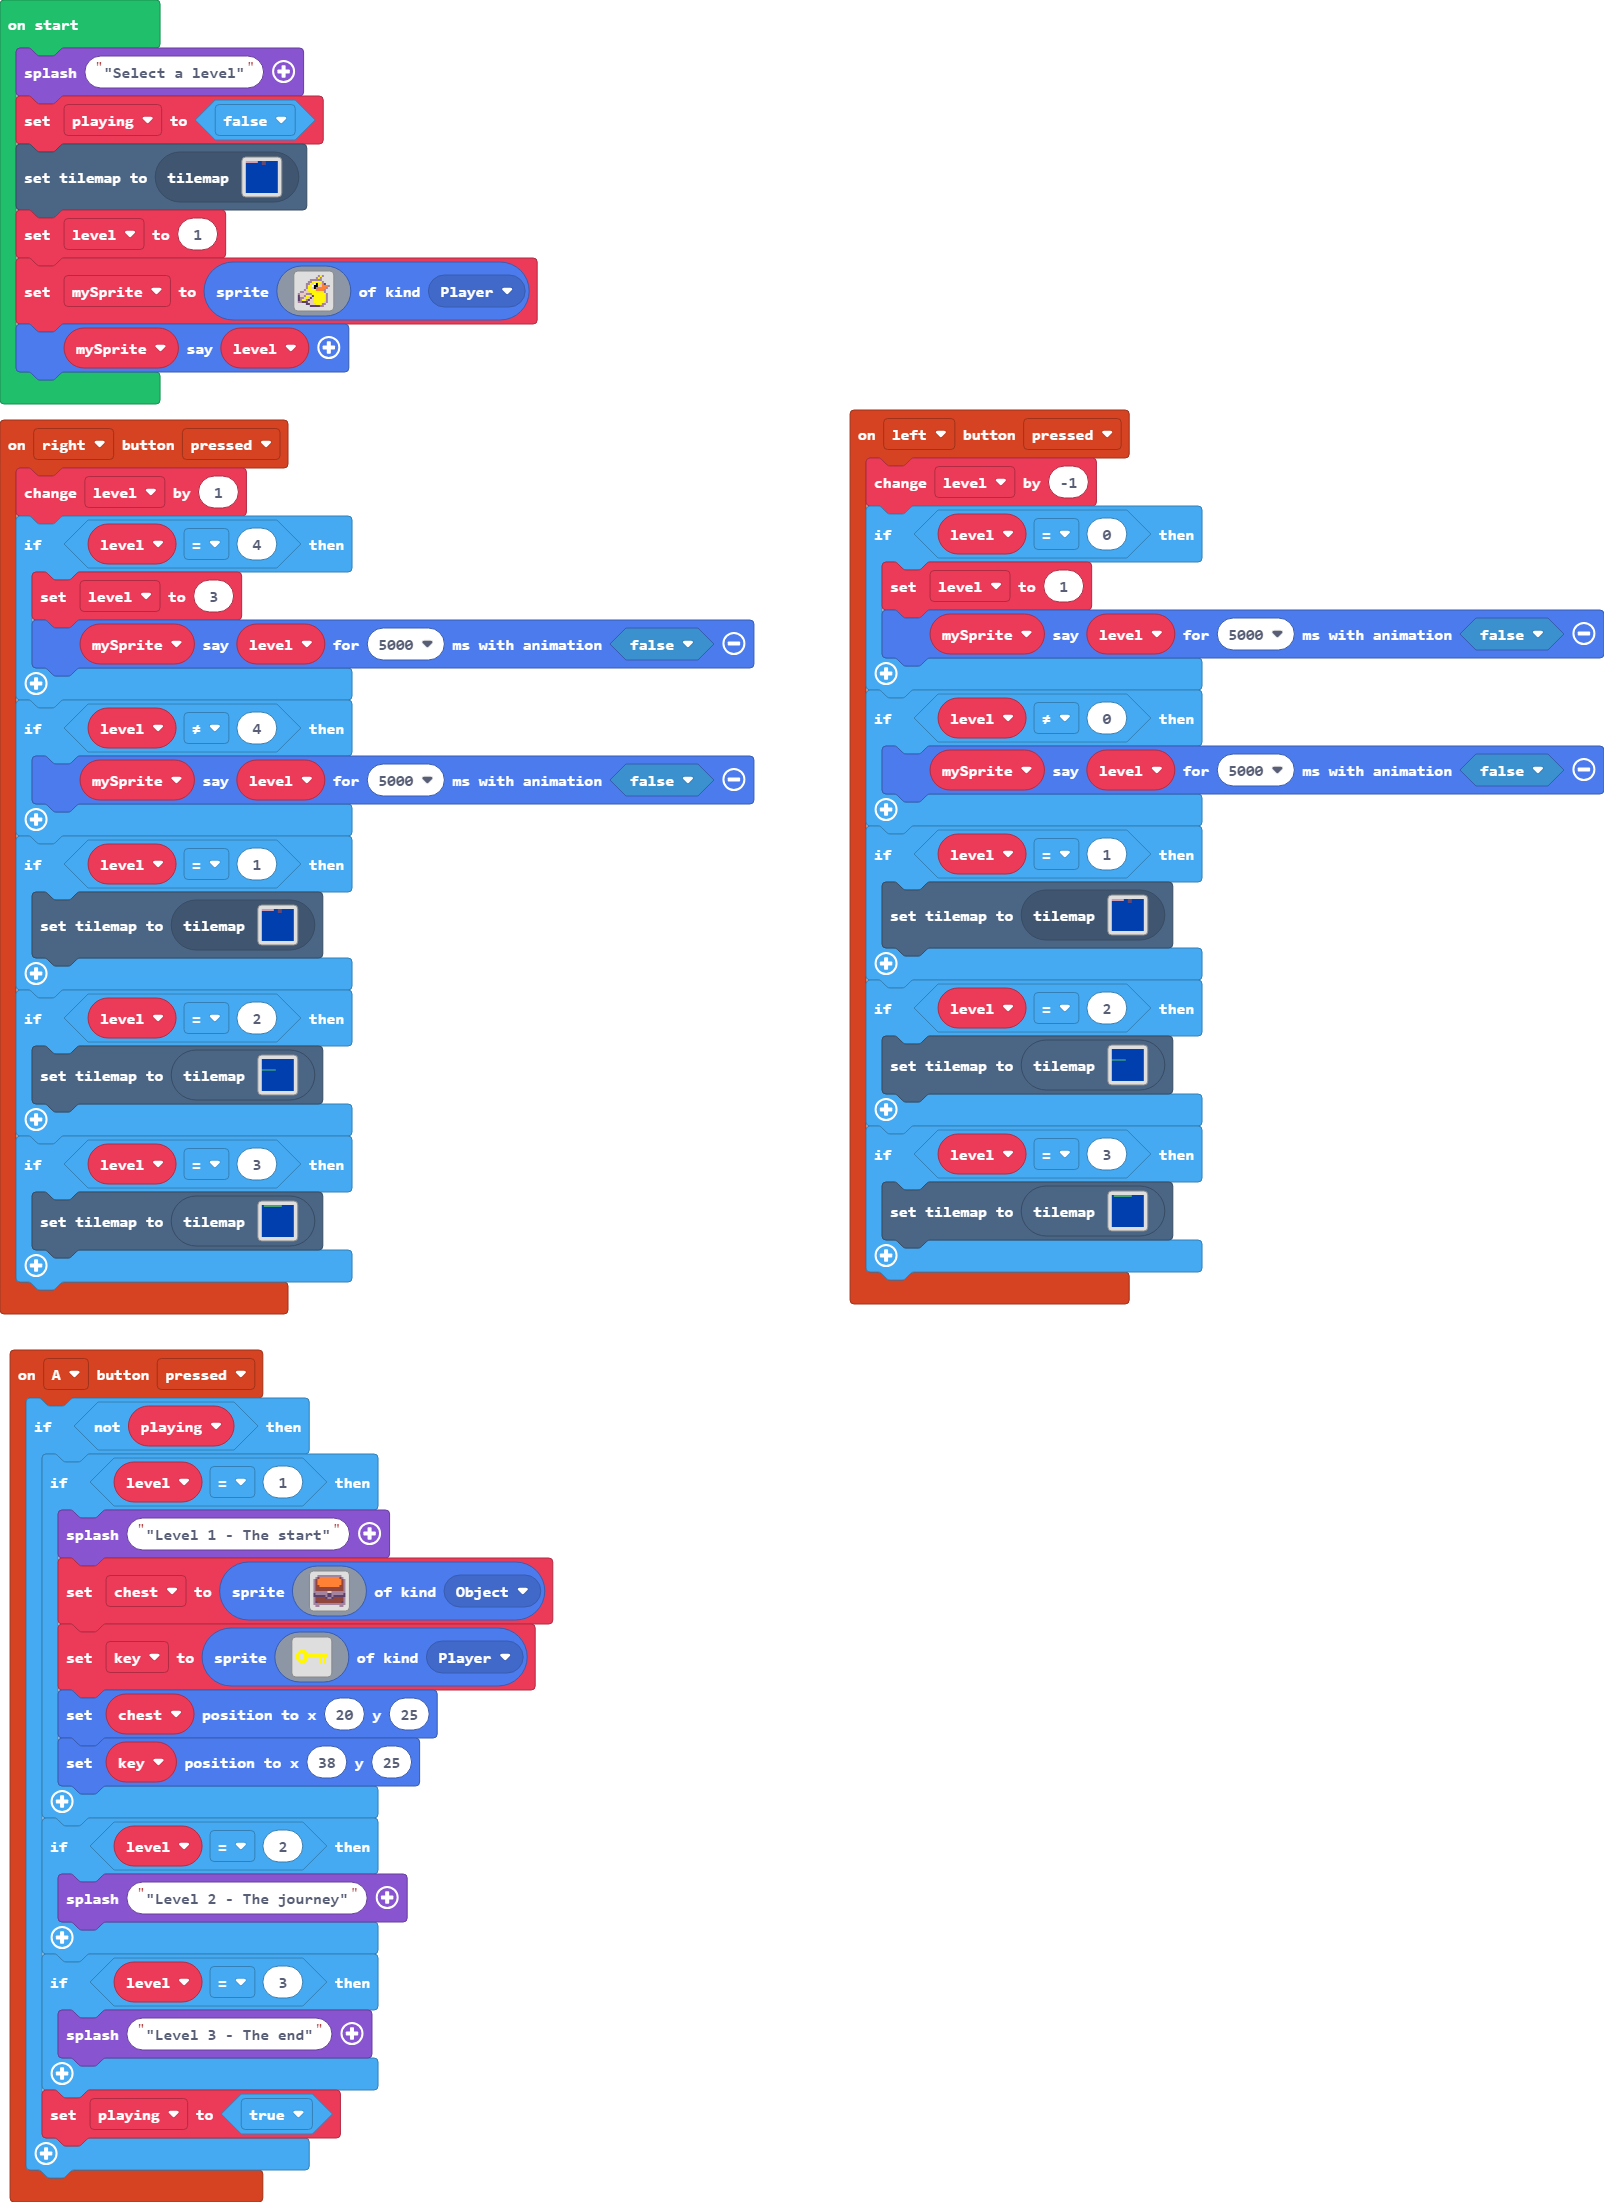 on start
splash ""Select a level""
set playing to false
set tilemap to tilemap
set level to 1
set mySprite to sprite of kind Player
mySprite say level
on right button pressed
change level by 1
if level = 4 then
set level to 3
mySprite say level for 5000 ms with animation false
if level ≠ 4 then
mySprite say level for 5000 ms with animation false
if level = 1 then
set tilemap to tilemap
if level = 2 then
set tilemap to tilemap
if level = 3 then
set tilemap to tilemap
on left button pressed
change level by -1
if level = 0 then
set level to 1
mySprite say level for 5000 ms with animation false
if level ≠ 0 then
mySprite say level for 5000 ms with animation false
if level = 1 then
set tilemap to tilemap
if level = 2 then
set tilemap to tilemap
if level = 3 then
set tilemap to tilemap
on A button pressed
if not playing then
if level = 1 then
splash ""Level 1 - The start""
set chest to sprite of kind Object
set key to sprite of kind Player
set chest position to x 20 y 25
set key position to x 38 y 25
if level = 2 then
splash ""Level 2 - The journey""
if level = 3 then
splash ""Level 3 - The end""
set playing to true